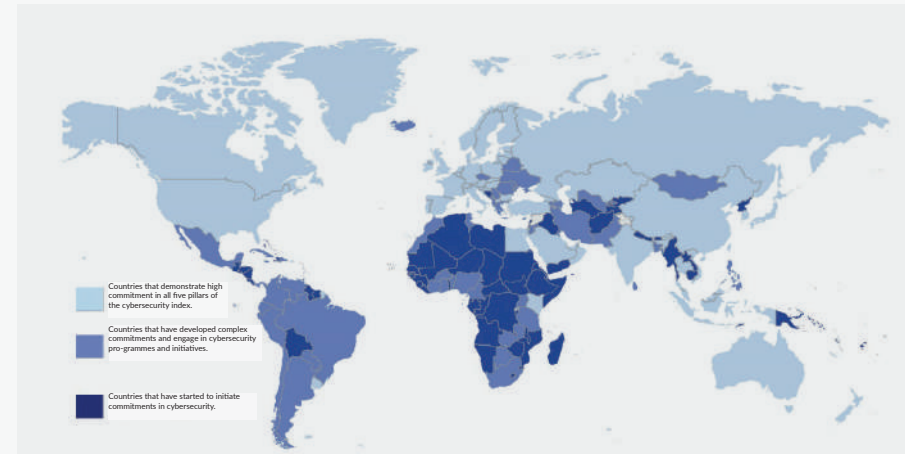 Countries that demonstrate high
commitment in all five pillars of
the cybersecurity index.
Countries that have developed complex
commitments and engage in cybersecurity
pro-grammes and initiatives.
Countries that have started to initiate
commitments in cybersecurity.